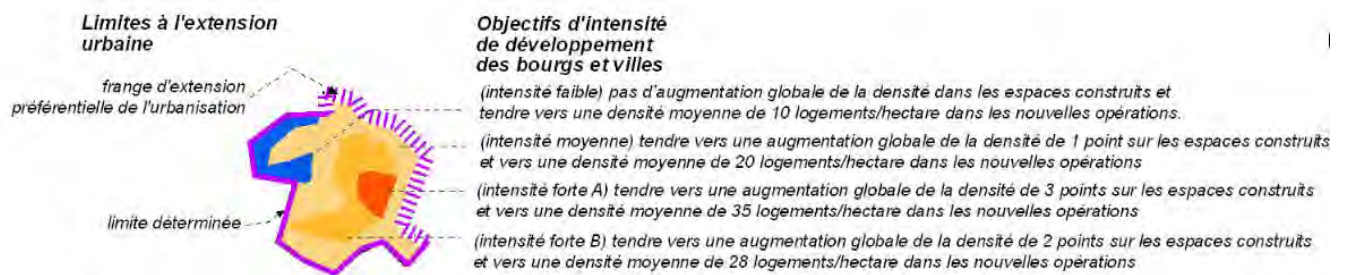 Limites à l'extension
urbaine
frange d'extension
préférentielle de l'urbanisation
limite déterminée
Objectifs d'intensité
de développement
des bourgs et villes
(intensité faible) pas d'augmentation globale de la densité dans les espaces construits et
tendre vers une densité moyenne de 10 logements/hectare dans les nouvelles opérations.
(intensité moyenne) tendre vers une augmentation globale de la densité de 1 point sur les espaces construits
et vers une densité moyenne de 20 logements/hectare dans les nouvelles opérations
(intensité forte A) tendre vers une augmentation globale de la densité de 3 points sur les espaces construits
et vers une densité moyenne de 35 logements/hectare dans les nouvelles opérations
(intensité forte B) tendre vers une augmentation globale de la densité de 2 points sur les espaces construits
et vers une densité moyenne de 28 logements/hectare dans les nouvelles opérations